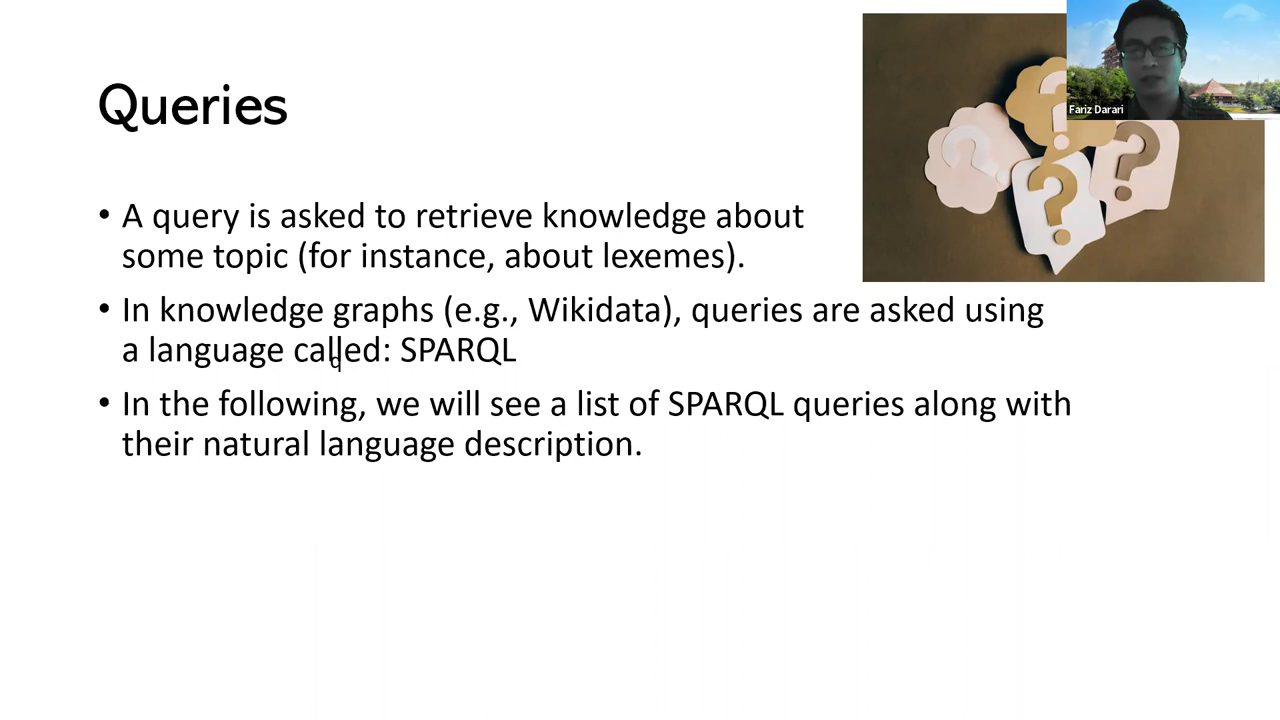 Queries
Fariz Darari
• A query is asked to retrieve knowledge about
some topic (for instance, about lexemes).
• In knowledge graphs (e.g., Wikidata), queries are asked using
a language called: SPARQL
• In the following, we will see a list of SPARQL queries along with
their natural language description.